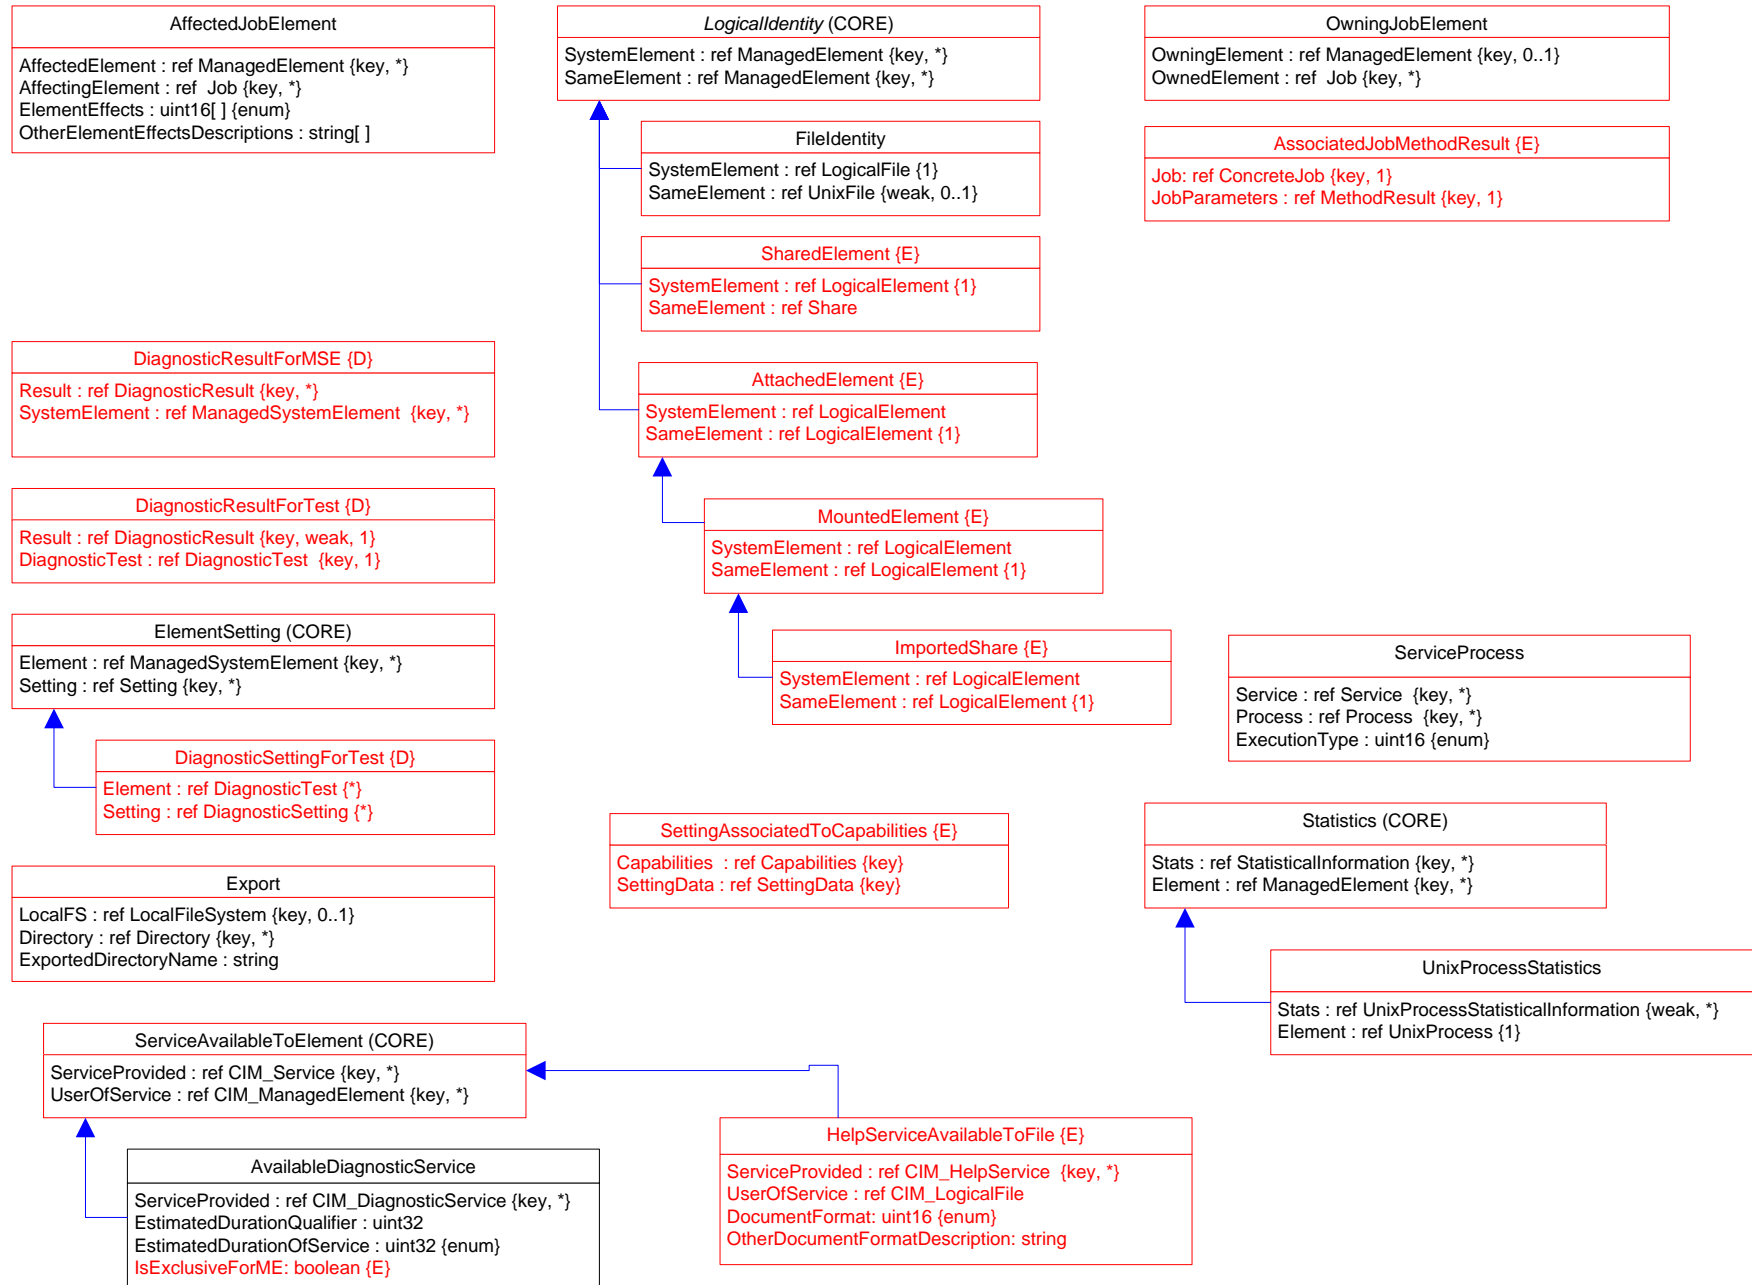 AffectedJobElement
AffectedElement : ref ManagedElement {key, *}
AffectingElement : ref  Job {key, *}
ElementEffects : uint16[ ] {enum}
OtherElementEffectsDescriptions : string[ ]
LogicalIdentity (CORE)
SystemElement : ref ManagedElement {key, *}
SameElement : ref ManagedElement {key, *}
OwningJobElement
OwningElement : ref ManagedElement {key, 0..1}
OwnedElement : ref  Job {key, *}
FileIdentity
SystemElement : ref LogicalFile {1}
SameElement : ref UnixFile {weak, 0..1}
AssociatedJobMethodResult {E}
Job: ref ConcreteJob {key, 1}
JobParameters : ref MethodResult {key, 1}
SharedElement {E}
SystemElement : ref LogicalElement {1}
SameElement : ref Share
DiagnosticResultForMSE {D}
Result : ref DiagnosticResult {key, *}
SystemElement : ref ManagedSystemElement  {key, *}
AttachedElement {E}
SystemElement : ref LogicalElement
SameElement : ref LogicalElement {1}
DiagnosticResultForTest {D}
Result : ref DiagnosticResult {key, weak, 1}
DiagnosticTest : ref DiagnosticTest  {key, 1}
MountedElement {E}
SystemElement : ref LogicalElement
SameElement : ref LogicalElement {1}
ElementSetting (CORE)
Element : ref ManagedSystemElement {key, *}
Setting : ref Setting {key, *}
ImportedShare {E}
SystemElement : ref LogicalElement
SameElement : ref LogicalElement {1}
ServiceProcess
Service : ref Service  {key, *}
Process : ref Process  {key, *}
ExecutionType : uint16 {enum}
DiagnosticSettingForTest {D}
Element : ref DiagnosticTest {*}
Setting : ref DiagnosticSetting {*}
SettingAssociatedToCapabilities {E}
Capabilities  : ref Capabilities {key}
SettingData : ref SettingData {key}
Statistics (CORE)
Stats : ref StatisticalInformation {key, *}
Element : ref ManagedElement {key, *}
Export
LocalFS : ref LocalFileSystem {key, 0..1}
Directory : ref Directory {key, *}
ExportedDirectoryName : string
UnixProcessStatistics
Stats : ref UnixProcessStatisticalInformation {weak, *}
Element : ref UnixProcess {1}
ServiceAvailableToElement (CORE)
ServiceProvided : ref CIM_Service {key, *}
UserOfService : ref CIM_ManagedElement {key, *}
HelpServiceAvailableToFile {E}
ServiceProvided : ref CIM_HelpService  {key, *}
UserOfService : ref CIM_LogicalFile
DocumentFormat: uint16 {enum}
OtherDocumentFormatDescription: string
AvailableDiagnosticService
ServiceProvided : ref CIM_DiagnosticService {key, *}
EstimatedDurationQualifier : uint32
EstimatedDurationOfService : uint32 {enum}
IsExclusiveForME: boolean {E}